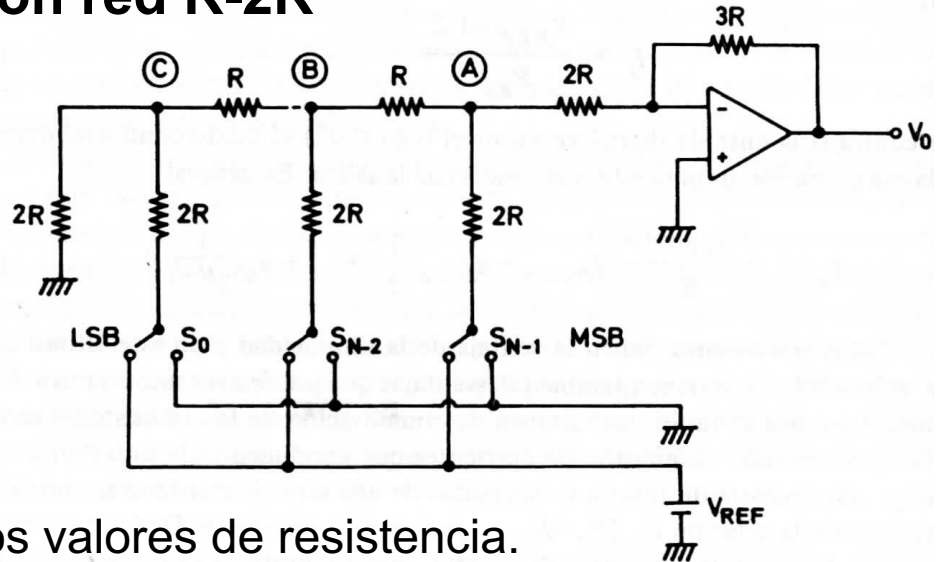 on red R-2R
3R
C R B R A 2R
-
+
V0
2R 2R 2R 2R
LSB S0 SN-2 SN-1 MSB
VREF
os valores de resistencia.